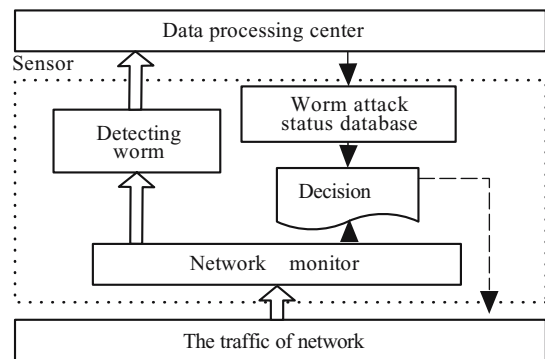 Data processing center
Sensor
Detecting
worm
Worm attack
status database
Decision
Network monitor
The traffic of network